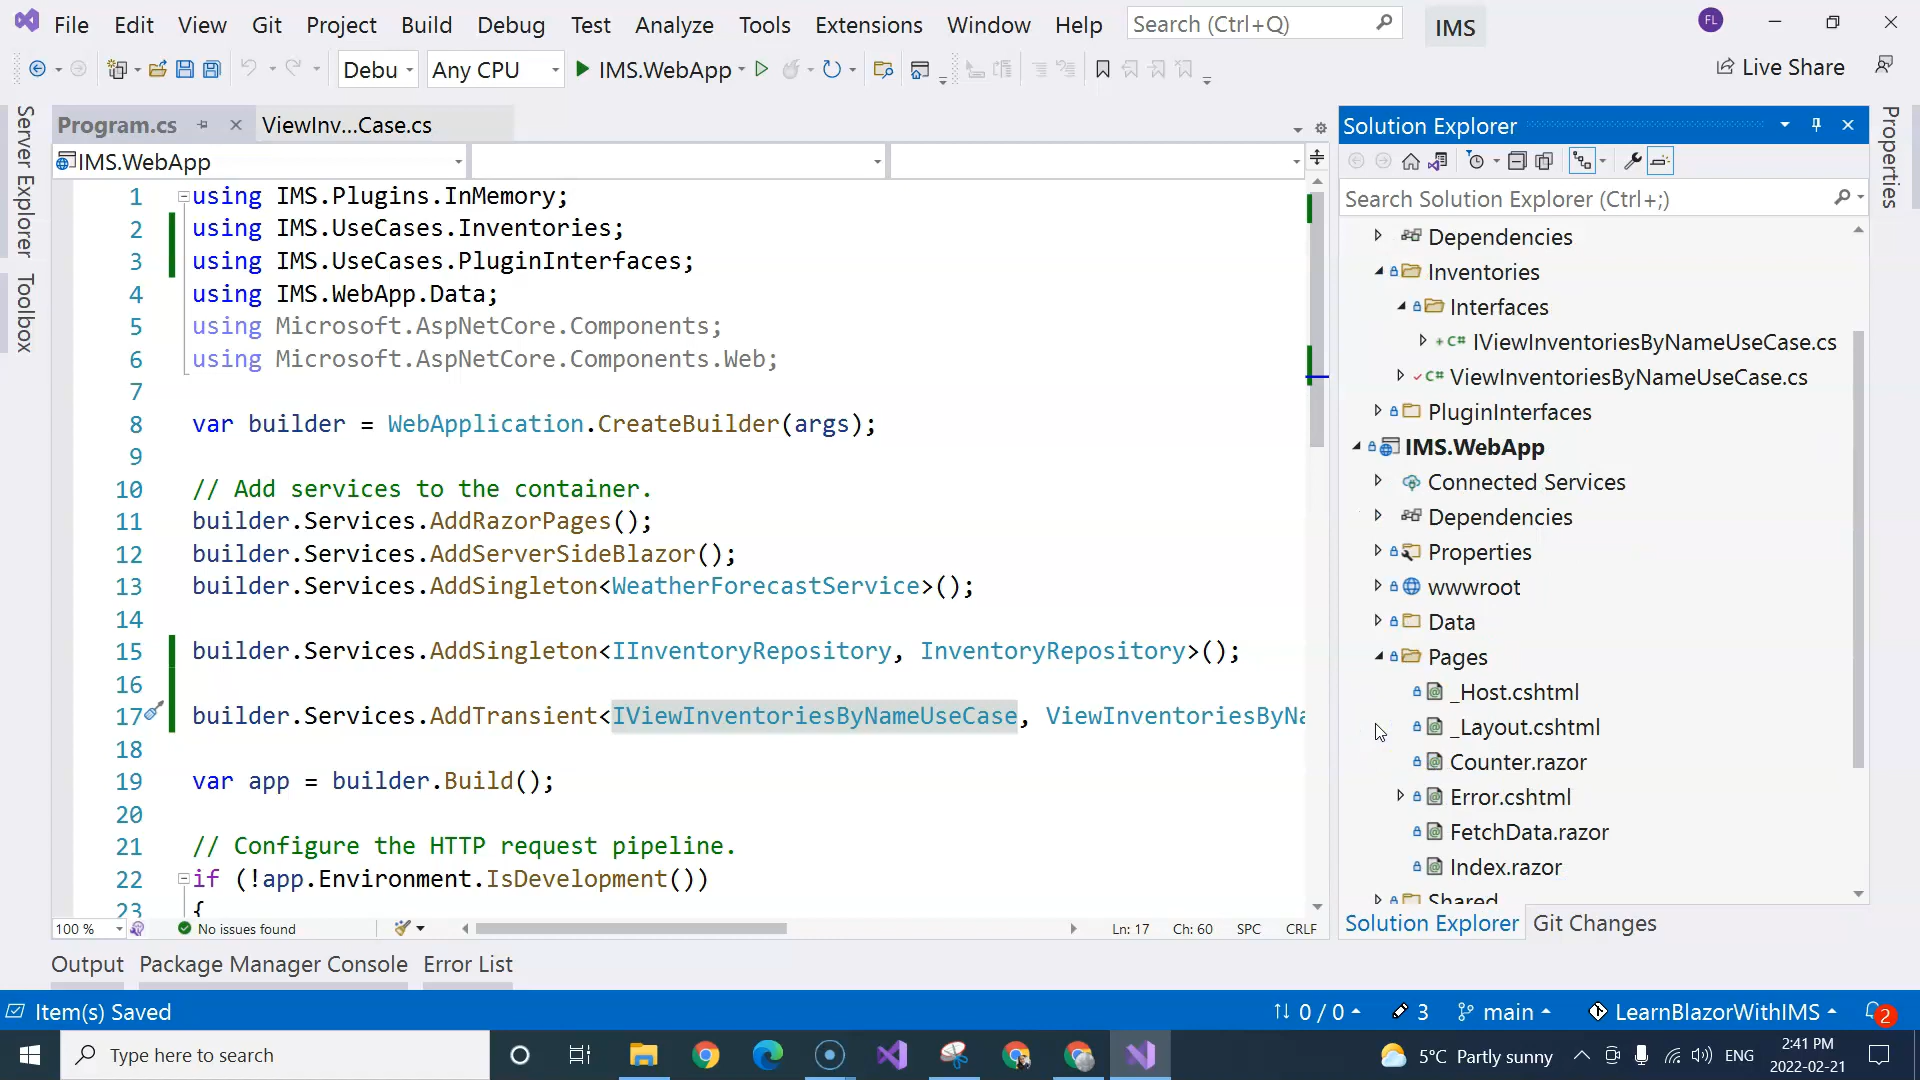 File Edit View Git Project Build Debug Test Analyze Tools Extensions Window Help Search (Ctrl+Q) IMS FL
Debu Any CPU IMS.WebApp Live Share
Server Explorer
Toolbox
Program.cs ViewInv...Case.cs
IMS.WebApp
1 using IMS.Plugins.InMemory;
2 using IMS.UseCases.Inventories;
3 using IMS.UseCases.PluginInterfaces;
4 using IMS.WebApp.Data;
5 using Microsoft.AspNetCore.Components;
6 using Microsoft.AspNetCore.Components.Web;
7
8 var builder = WebApplication.CreateBuilder(args);
9
10 // Add services to the container.
11 builder.Services.AddRazorPages();
12 builder.Services.AddServerSideBlazor();
13 builder.Services.AddSingleton<WeatherForecastService>();
14
15 builder.Services.AddSingleton<IInventoryRepository, InventoryRepository>();
16
17 builder.Services.AddTransient<IViewInventoriesByNameUseCase, ViewInventoriesByNa
18
19 var app = builder.Build();
20
21 // Configure the HTTP request pipeline.
22 if (!app.Environment.IsDevelopment())
23 {
100 % No issues found Ln: 17 Ch: 60 SPC CRLF
Solution Explorer
Search Solution Explorer (Ctrl+;)
Dependencies
Inventories
Interfaces
+ C# IViewInventoriesByNameUseCase.cs
C# ViewInventoriesByNameUseCase.cs
PluginInterfaces
IMS.WebApp
Connected Services
Dependencies
Properties
wwwroot
Data
Pages
_Host.cshtml
_Layout.cshtml
Counter.razor
Error.cshtml
FetchData.razor
Index.razor
Shared
Solution Explorer Git Changes
Properties
Output Package Manager Console Error List
Item(s) Saved 0 / 0 3 main LearnBlazorWithIMS 2
Type here to search 5°C Partly sunny ENG 2:41 PM
2022-02-21